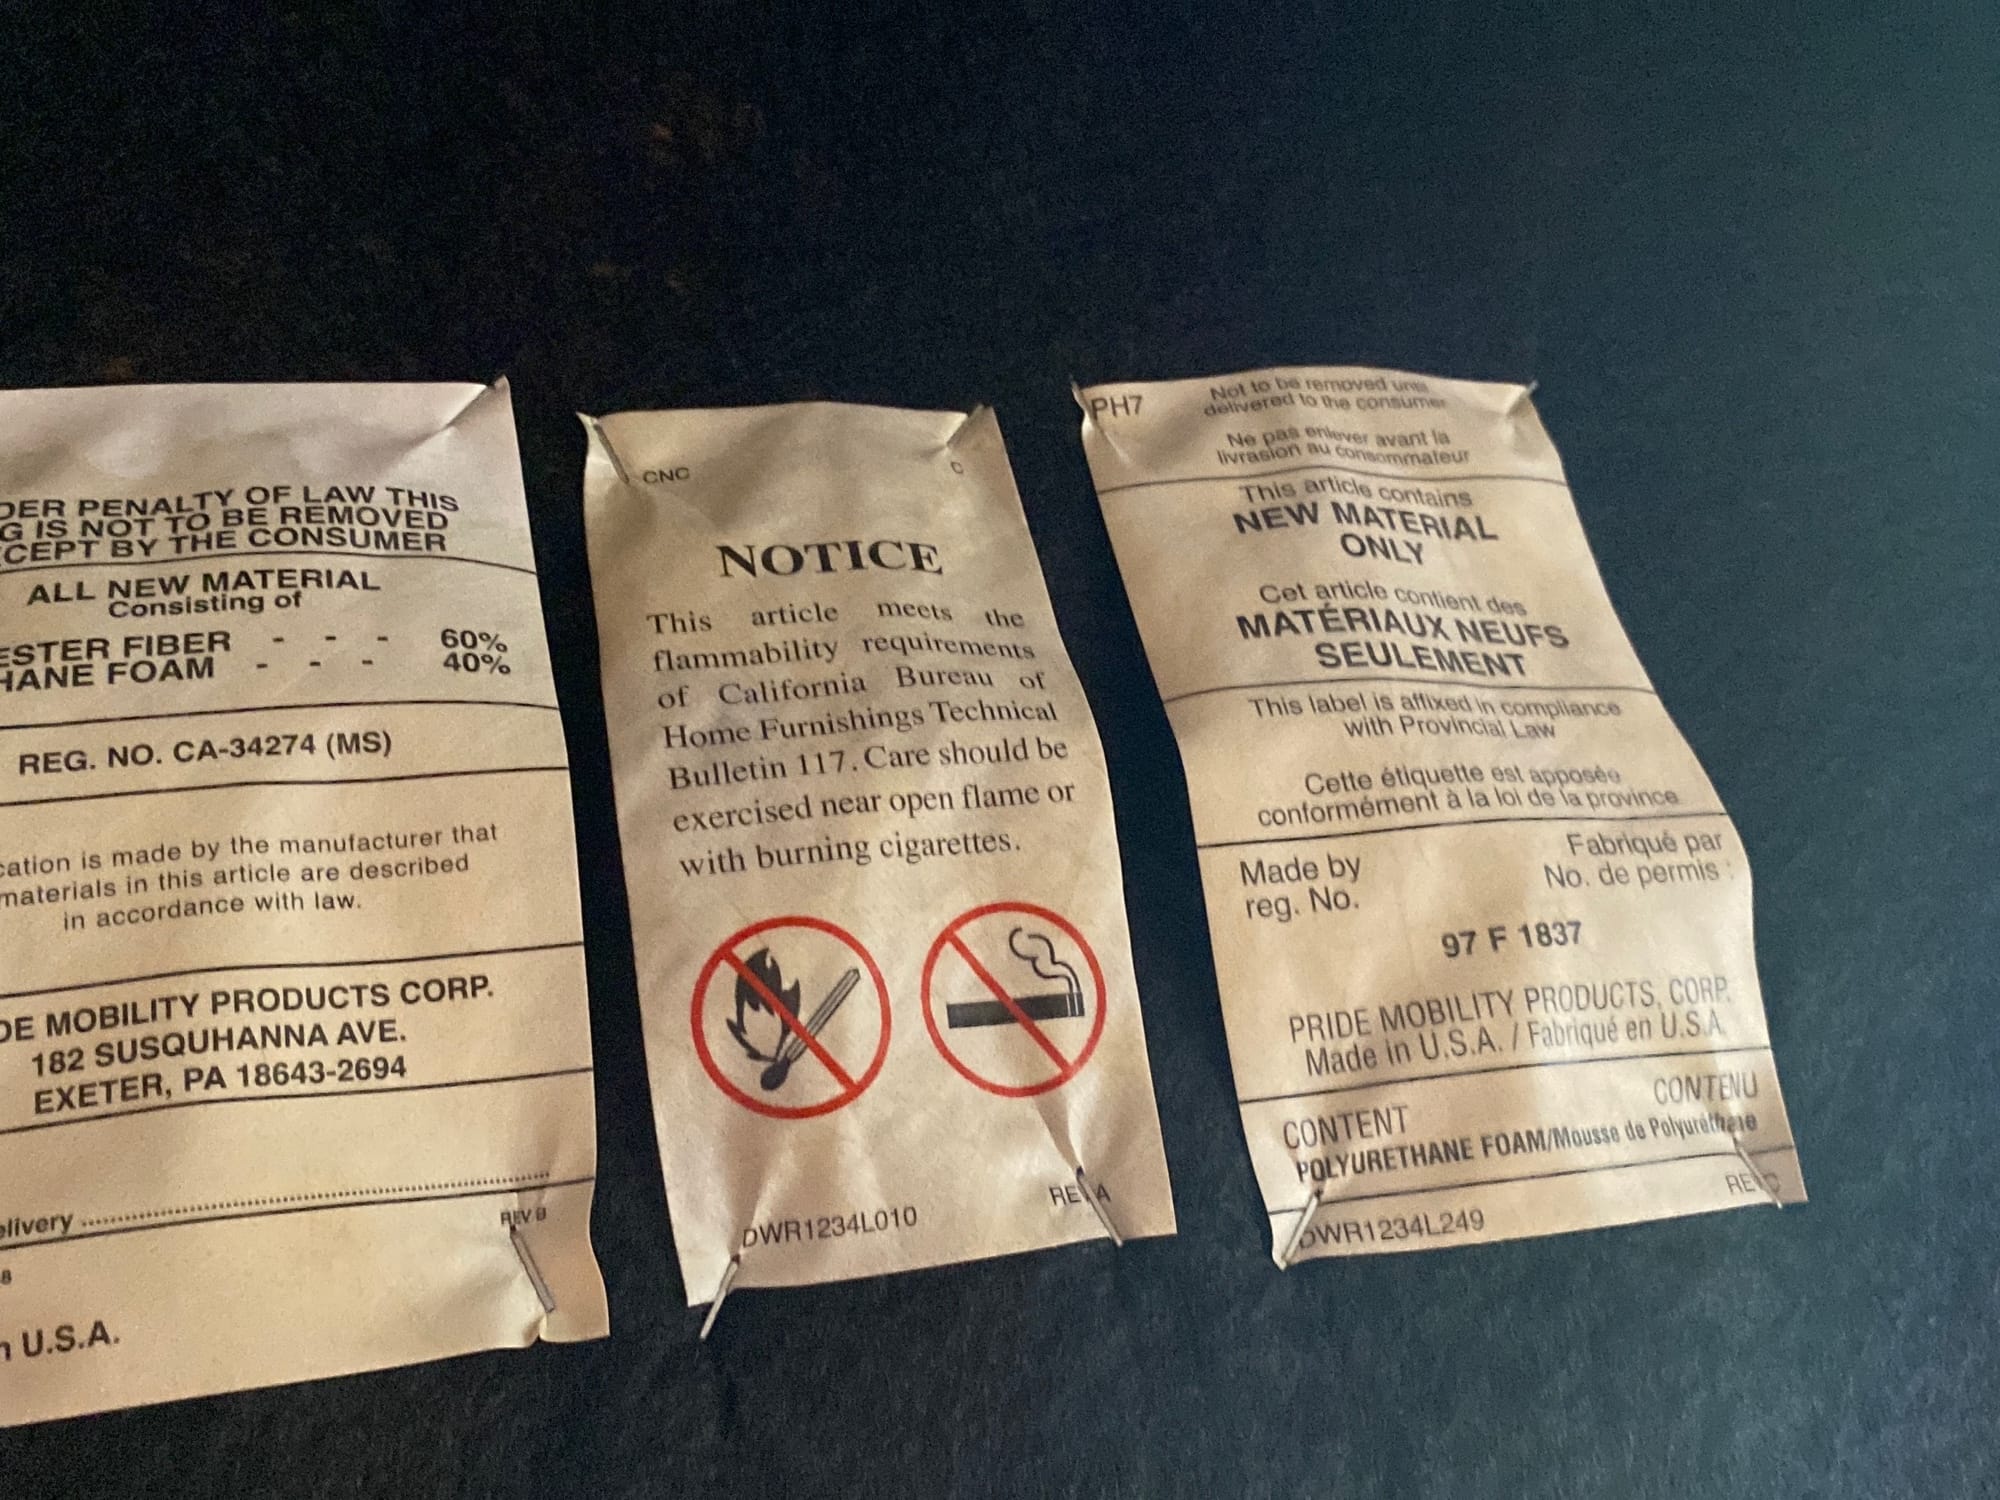 DER PENALTY OF LAW THIS
G IS NOT TO BE REMOVED
CEPT BY THE CONSUMER
ALL NEW MATERIAL
Consisting of
ESTER FIBER - - - 60%
HANE FOAM - - - 40%
REG. NO. CA-34274 (MS)
cation is made by the manufacturer that
materials in this article are described
in accordance with law.
DE MOBILITY PRODUCTS CORP.
182 SUSQUHANNA AVE.
EXETER, PA 18643-2694
elivery
REV B
8
n U.S.A.
CNC C
NOTICE
This article meets the
flammability requirements
of California Bureau of
Home Furnishings Technical
Bulletin 117. Care should be
exercised near open flame or
with burning cigarettes.
REV A
DWR1234L010
PH7
Not to be removed until
delivered to the consumer
Ne pas enlever avant la
livrasion au consommateur
This article contains
NEW MATERIAL
ONLY
Cet article contient des
MATÉRIAUX NEUFS
SEULEMENT
This label is affixed in compliance
with Provincial Law
Cette étiquette est apposée
conformément à la loi de la province
Made by Fabriqué par
reg. No. No. de permis :
97 F 1837
PRIDE MOBILITY PRODUCTS, CORP.
Made in U.S.A. / Fabriqué en U.S.A.
CONTENT CONTENU
POLYURETHANE FOAM/Mousse de Polyuréthane
DWR1234L249 REV C